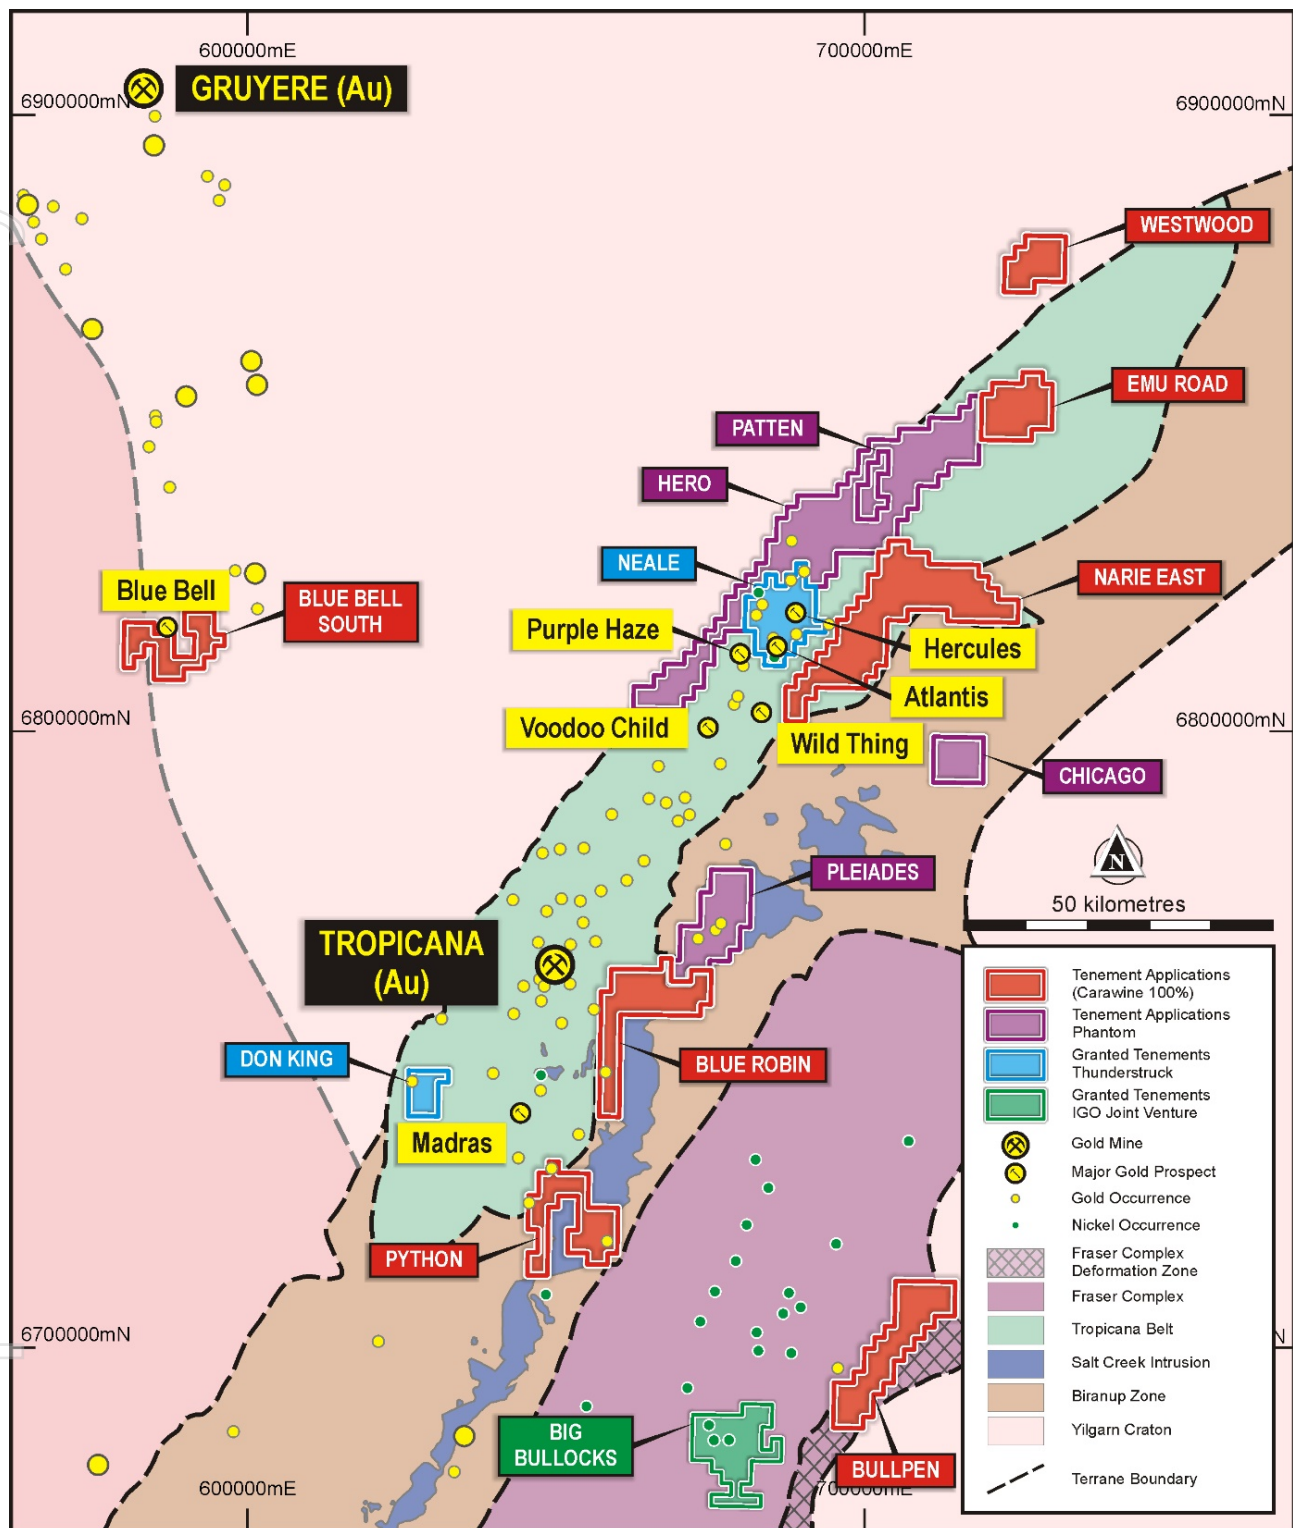 600000mE
700000mE
GRUYERE (Au)
6900000mN
6900000mN
WESTWOOD
EMU ROAD
PATTEN
HERO
NEALE
NARIE EAST
Blue Bell
BLUE BELL
SOUTH
Purple Haze
Hercules
Atlantis
6800000mN
Voodoo Child
Wild Thing
6800000mN
CHICAGO
PLEIADES
N
50 kilometres
TROPICANA
(Au)
DON KING
BLUE ROBIN
Madras
PYTHON
6700000mN
N
BIG
BULLOCKS
BULLPEN
600000mE
700000mE
Tenement Applications
(Carawine 100%)
Tenement Applications
Phantom
Granted Tenements
Thunderstruck
Granted Tenements
IGO Joint Venture
Gold Mine
Major Gold Prospect
Gold Occurrence
Nickel Occurrence
Fraser Complex
Deformation Zone
Fraser Complex
Tropicana Belt
Salt Creek Intrusion
Biranup Zone
Yilgarn Craton
Terrane Boundary